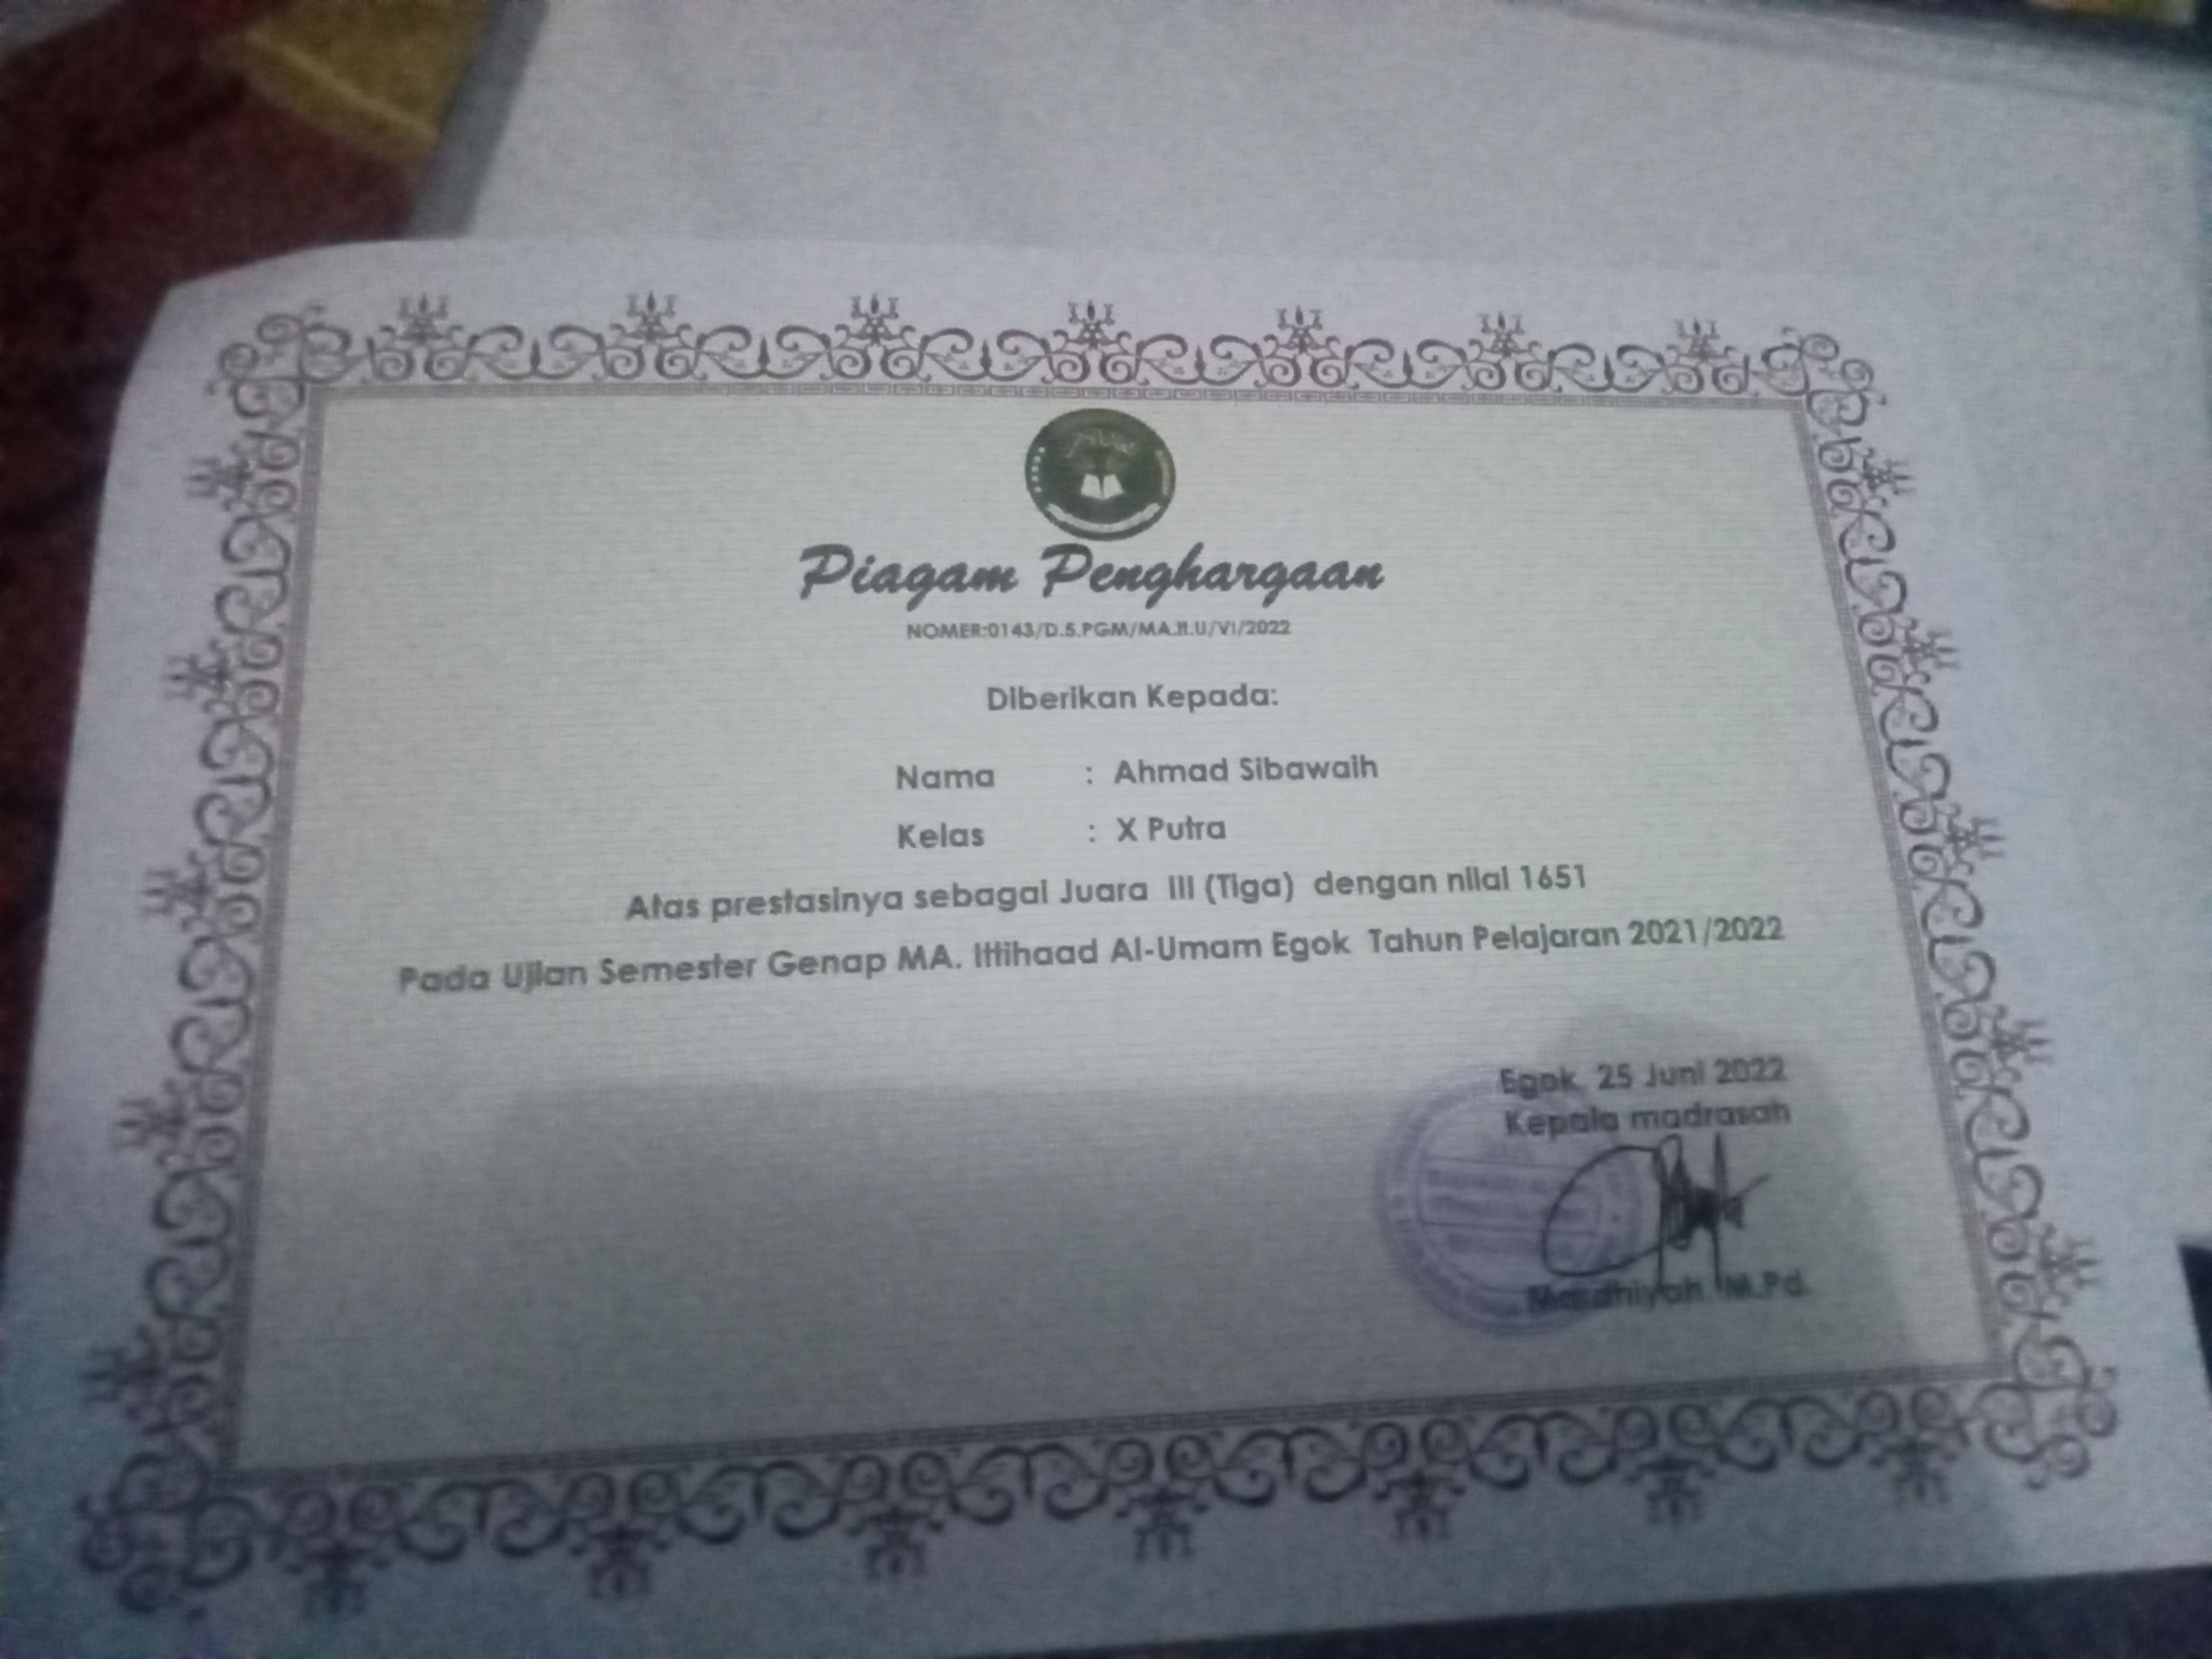 Piagam Penghargaan
NOMER:0143/D.5.PGM/MA.II.U/VI/2022
Diberikan Kepada:
Nama : Ahmad Sibawaih
Kelas : X Putra
Atas prestasinya sebagai Juara III (Tiga) dengan nilai 1651
Pada Ujian Semester Genap MA. Ittihaad Al-Umam Egok Tahun Pelajaran 2021/2022
Egok, 25 Juni 2022
Kepala madrasah
M.Pd.